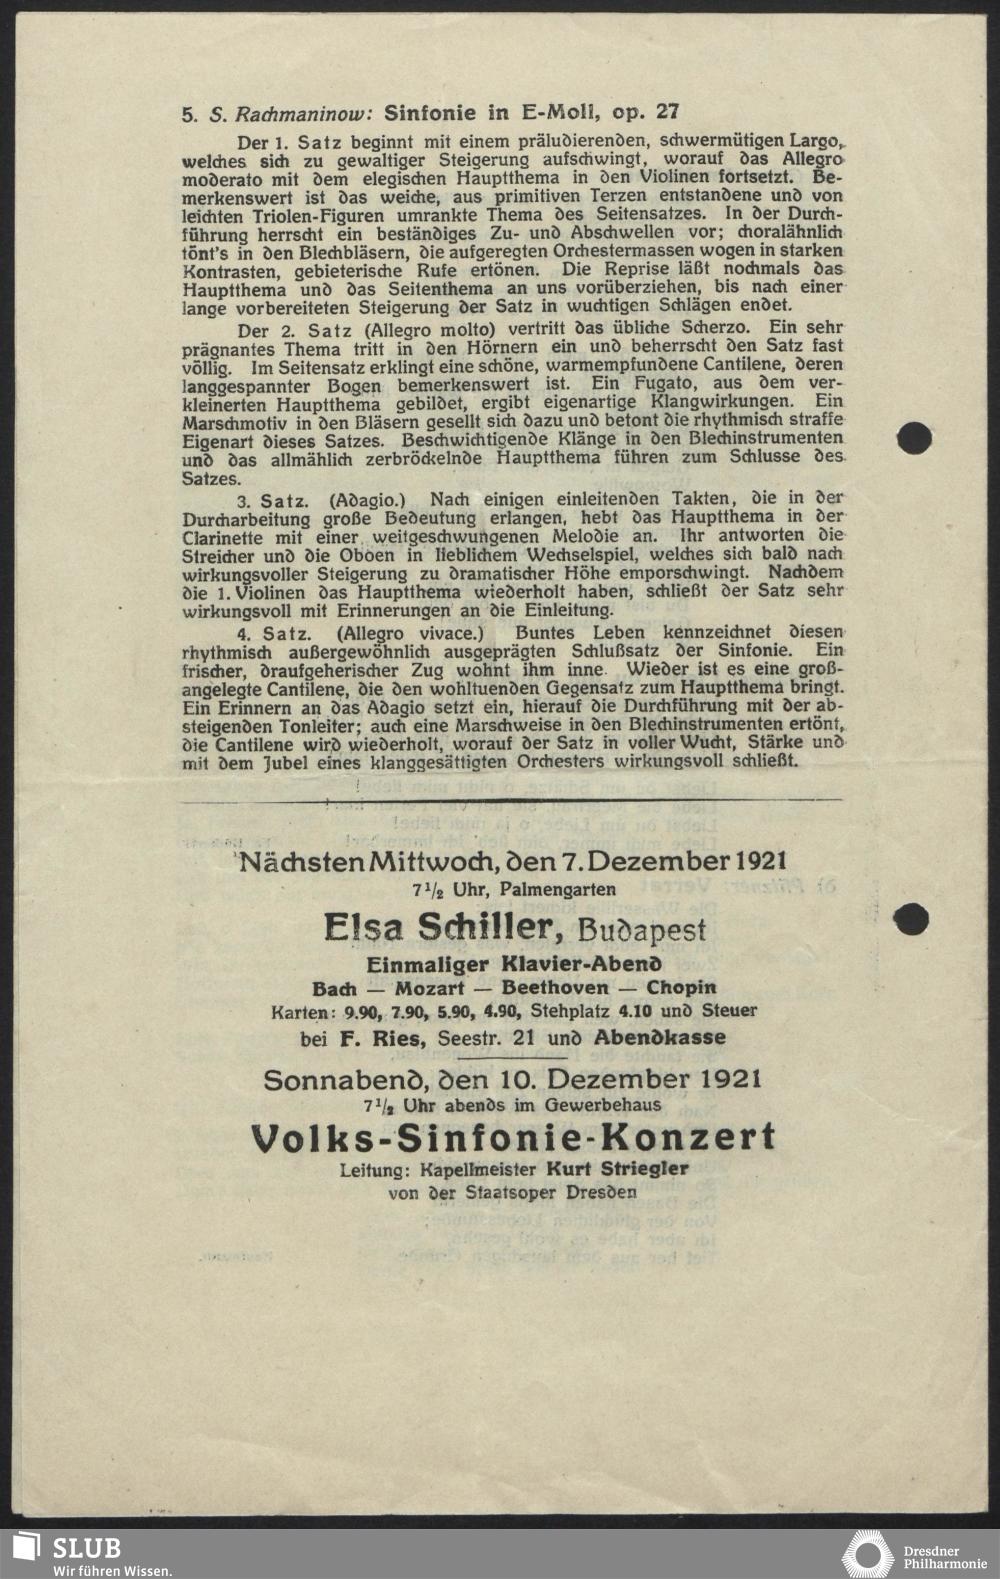 5. S. Rachmaninow: Sinfonie in E-Moll, op. 27
Der 1. Satz beginnt mit einem präludierenden, schwermütigen Largo,
welches sich zu gewaltiger Steigerung aufschwingt, worauf das Allegro
moderato mit dem elegischen Hauptthema in den Violinen fortsetzt. Be-
merkenswert ist das weiche, aus primitiven Terzen entstandene und von
leichten Triolen-Figuren umrankte Thema des Seitensatzes. In der Durch-
führung herrscht ein beständiges Zu- und Abschwellen vor; choralähnlich
tönt's in den Blechbläsern, die aufgeregten Orchestermassen wogen in starken
Kontrasten, gebieterische Rufe ertönen. Die Reprise läßt nochmals das
Hauptthema und das Seitenthema an uns vorüberziehen, bis nach einer
lange vorbereiteten Steigerung der Satz in wuchtigen Schlägen endet.
Der 2. Satz (Allegro molto) vertritt das übliche Scherzo. Ein sehr
prägnantes Thema tritt in den Hörnern ein und beherrscht den Satz fast
völlig. Im Seitensatz erklingt eine schöne, warmempfundene Cantilene, deren
langgespannter Bogen bemerkenswert ist. Ein Fugato, aus dem ver-
kleinerten Hauptthema gebildet, ergibt eigenartige Klangwirkungen. Ein
Marschmotiv in den Bläsern gesellt sich dazu und betont die rhythmisch straffe
Eigenart dieses Satzes. Beschwichtigende Klänge in den Blechinstrumenten
und das allmählich zerbröckelnde Hauptthema führen zum Schlusse des
Satzes.
3. Satz. (Adagio.) Nach einigen einleitenden Takten, die in der
Durcharbeitung große Bedeutung erlangen, hebt das Hauptthema in der
Clarinette mit einer weitgeschwungenen Melodie an. Ihr antworten die
Streicher und die Oboen in lieblichem Wechselspiel, welches sich bald nach
wirkungsvoller Steigerung zu dramatischer Höhe emporschwingt. Nachdem
die 1. Violinen das Hauptthema wiederholt haben, schließt der Satz sehr
wirkungsvoll mit Erinnerungen an die Einleitung.
4. Satz. (Allegro vivace.) Buntes Leben kennzeichnet diesen
rhythmisch außergewöhnlich ausgeprägten Schlußsatz der Sinfonie. Ein
frischer, draufgeherischer Zug wohnt ihm inne. Wieder ist es eine groß-
angelegte Cantilene, die den wohltuenden Gegensatz zum Hauptthema bringt.
Ein Erinnern an das Adagio setzt ein, hierauf die Durchführung mit der ab-
steigenden Tonleiter; auch eine Marschweise in den Blechinstrumenten ertönt,
die Cantilene wird wiederholt, worauf der Satz in voller Wucht, Stärke und
mit dem Jubel eines klanggesättigten Orchesters wirkungsvoll schließt.
Nächsten Mittwoch, den 7. Dezember 1921
7 1/2 Uhr, Palmengarten
Elsa Schiller, Budapest
Einmaliger Klavier-Abend
Bach — Mozart — Beethoven — Chopin
Karten: 9.90, 7.90, 5.90, 4.90, Stehplatz 4.10 und Steuer
bei F. Ries, Seestr. 21 und Abendkasse
Sonnabend, den 10. Dezember 1921
7 1/2 Uhr abends im Gewerbehaus
Volks-Sinfonie-Konzert
Leitung: Kapellmeister Kurt Striegler
von der Staatsoper Dresden
SLUB
Wir führen Wissen.
Dresdner
Philharmonie